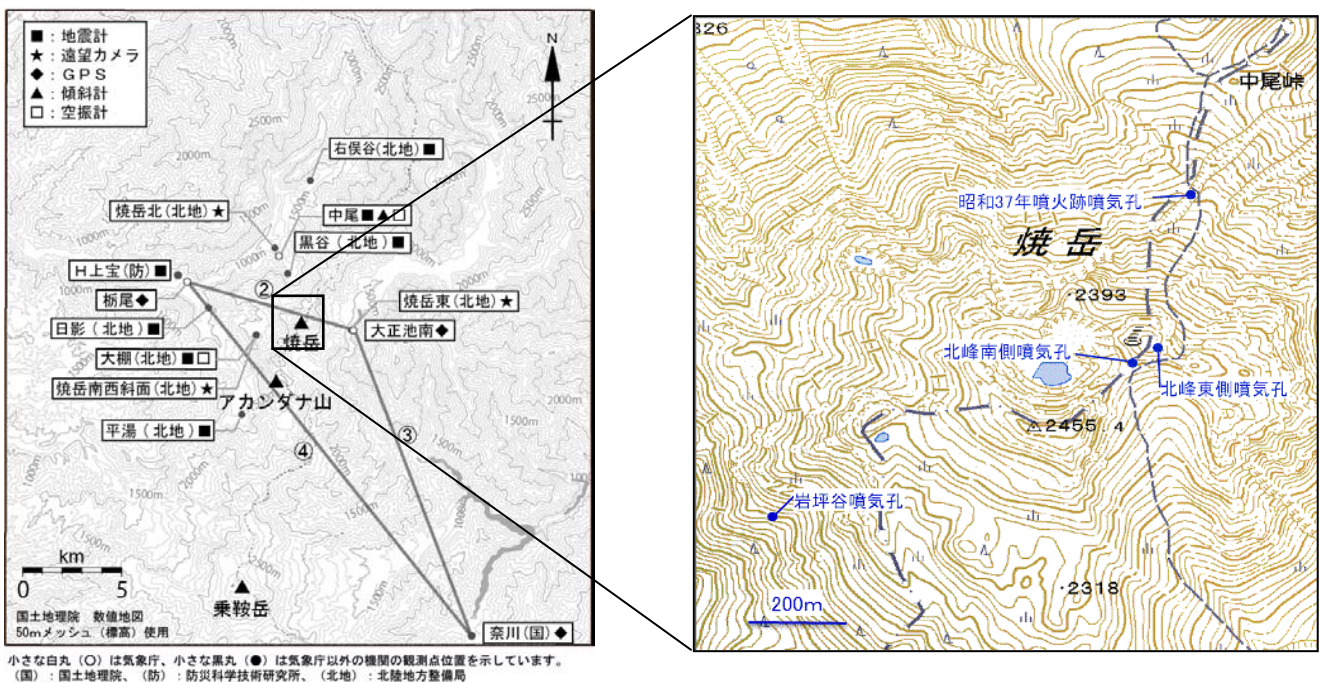 ■：地震計
★：遠望カメラ
◆：ＧＰＳ
▲：傾斜計
□：空振計
N
2500m
2500m
2000m
右俣谷(北地)■
1500m
焼岳北(北地)★
1500m
中尾■▲□
1000m
黒谷(北地)■
1000m
2000m
H上宝(防)■
1000m
②
1500m
栃尾◆
焼岳東(北地)★
日影(北地)■
焼岳
大正池南◆
大棚(北地)■□
焼岳南西斜面(北地)★
アカンダナ山
2000m
平湯(北地)■
③
④
2000m
1500m
1000m
1000m
1500m
2500m
1500m
km
0 5
乗鞍岳
国土地理院 数値地図
50mメッシュ(標高)使用
奈川(国)◆
小さな白丸（○）は気象庁、小さな黒丸（●）は気象庁以外の機関の観測点位置を示しています。
（国）：国土地理院、（防）：防災科学技術研究所、（北地）：北陸地方整備局
326
中尾峠
昭和37年噴火跡噴気孔
焼岳
・2393
北峰南側噴気孔
北峰東側噴気孔
2455.4
岩坪谷噴気孔
・2318
200m